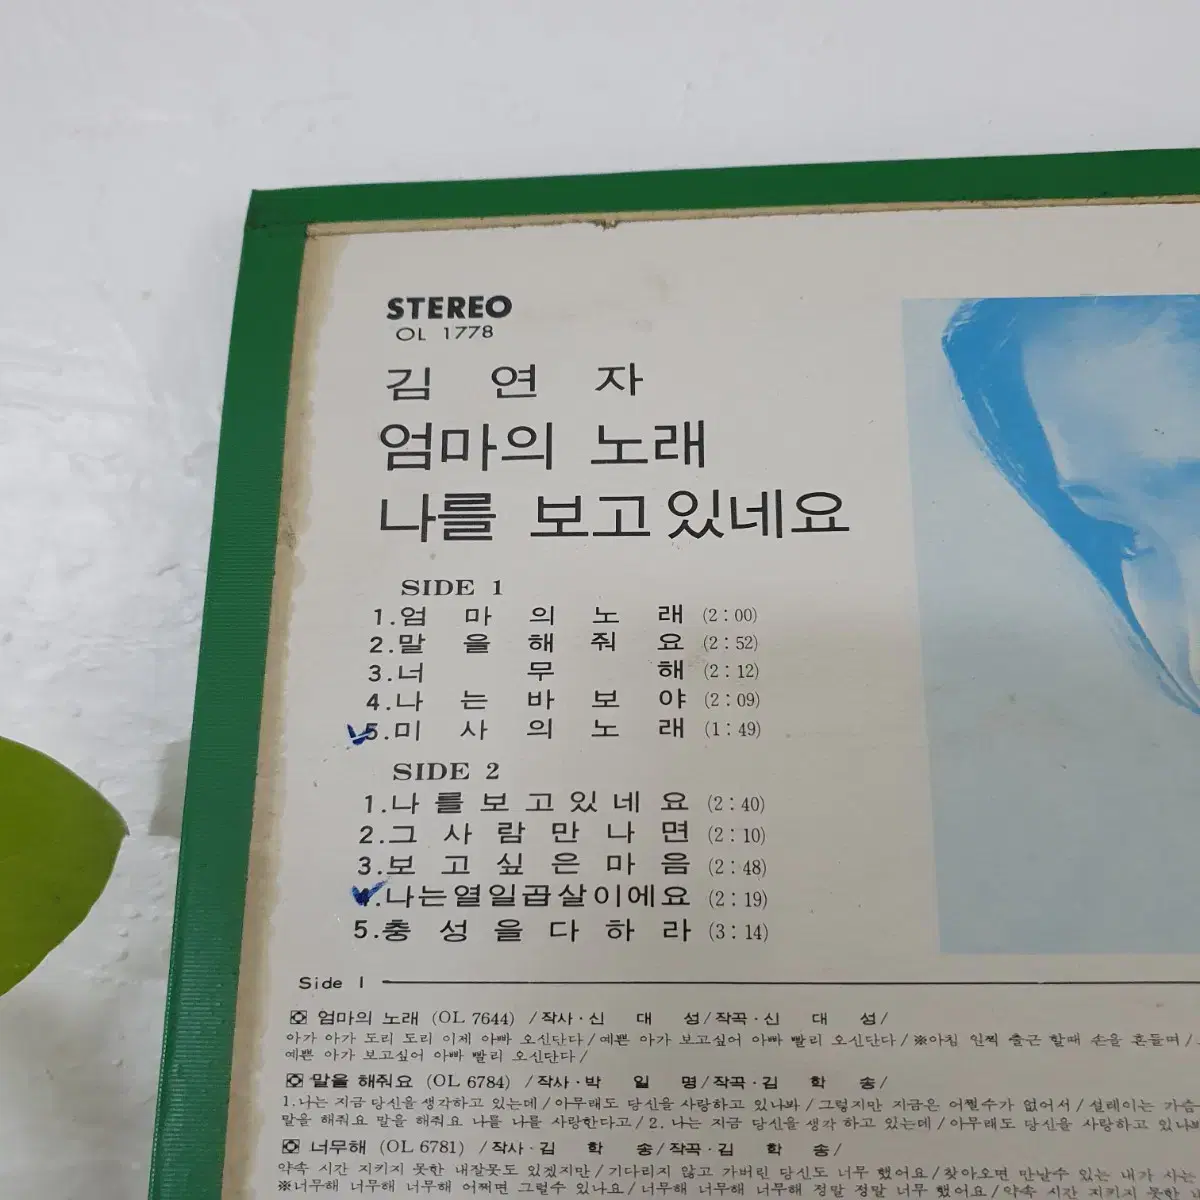 STEREO
OL 1778
김 연 자
엄마의 노래
나를 보고있네요
SIDE 1
1.엄 마 의 노 래 (2:00)
2.말 을 해 줘 요 (2:52)
3.너 무 해 (2:12)
4.나 는 바 보 야 (2:09)
5.미 사 의 노 래 (1:49)
SIDE 2
1.나 를 보 고 있 네 요 (2:40)
2.그 사 람 만 나 면 (2:10)
3.보 고 싶 은 마 음 (2:48)
4.나는열일곱살이에요 (2:19)
5.충 성 을 다 하 라 (3:14)
Side 1
엄마의 노래 (OL 7644) /작사·신 대 성/작곡·신 대 성/
아가 아가 도리 도리 이제 아빠 오신단다/예쁜 아가 보고싶어 아빠 빨리 오신단다/※아침 일찍 출근 할때 손을 흔들며/
예쁜 아가 보고싶어 아빠 빨리 오신단다/
말을 해줘요 (OL 6784) /작사·박 일 명/작곡·김 학 송/
1.나는 지금 당신을 생각하고 있는데/아무래도 당신을 사랑하고 있나봐/그렇지만 지금은 어쩔수가 없어서/설레이는 가슴
말을 해줘요 말을 해줘요 나를 나를 사랑한다고/2. 나는 지금 당신을 생각 하고 있는데/아무래도 당신을 사랑하고 있나봐
너무해 (OL 6781) /작사·김 학 송/작곡·김 학 송/
약속 시간 지키지 못한 내잘못도 있겠지만/기다리지 않고 가버린 당신도 너무 했어요/찾아오면 만날수 있는 내가 사는
※너무해 너무해 너무해 어쩌면 그럴수 있나요/너무해 너무해 너무해 정말 정말 너무 했어요/약속 시간 지키지 못한